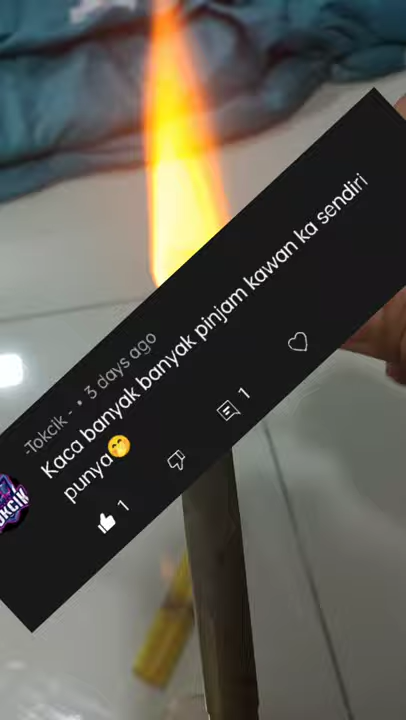 -Tokcik - • 3 days ago
Kaca banyak banyak pinjam kawan ka sendiri
punya🤭
1
1